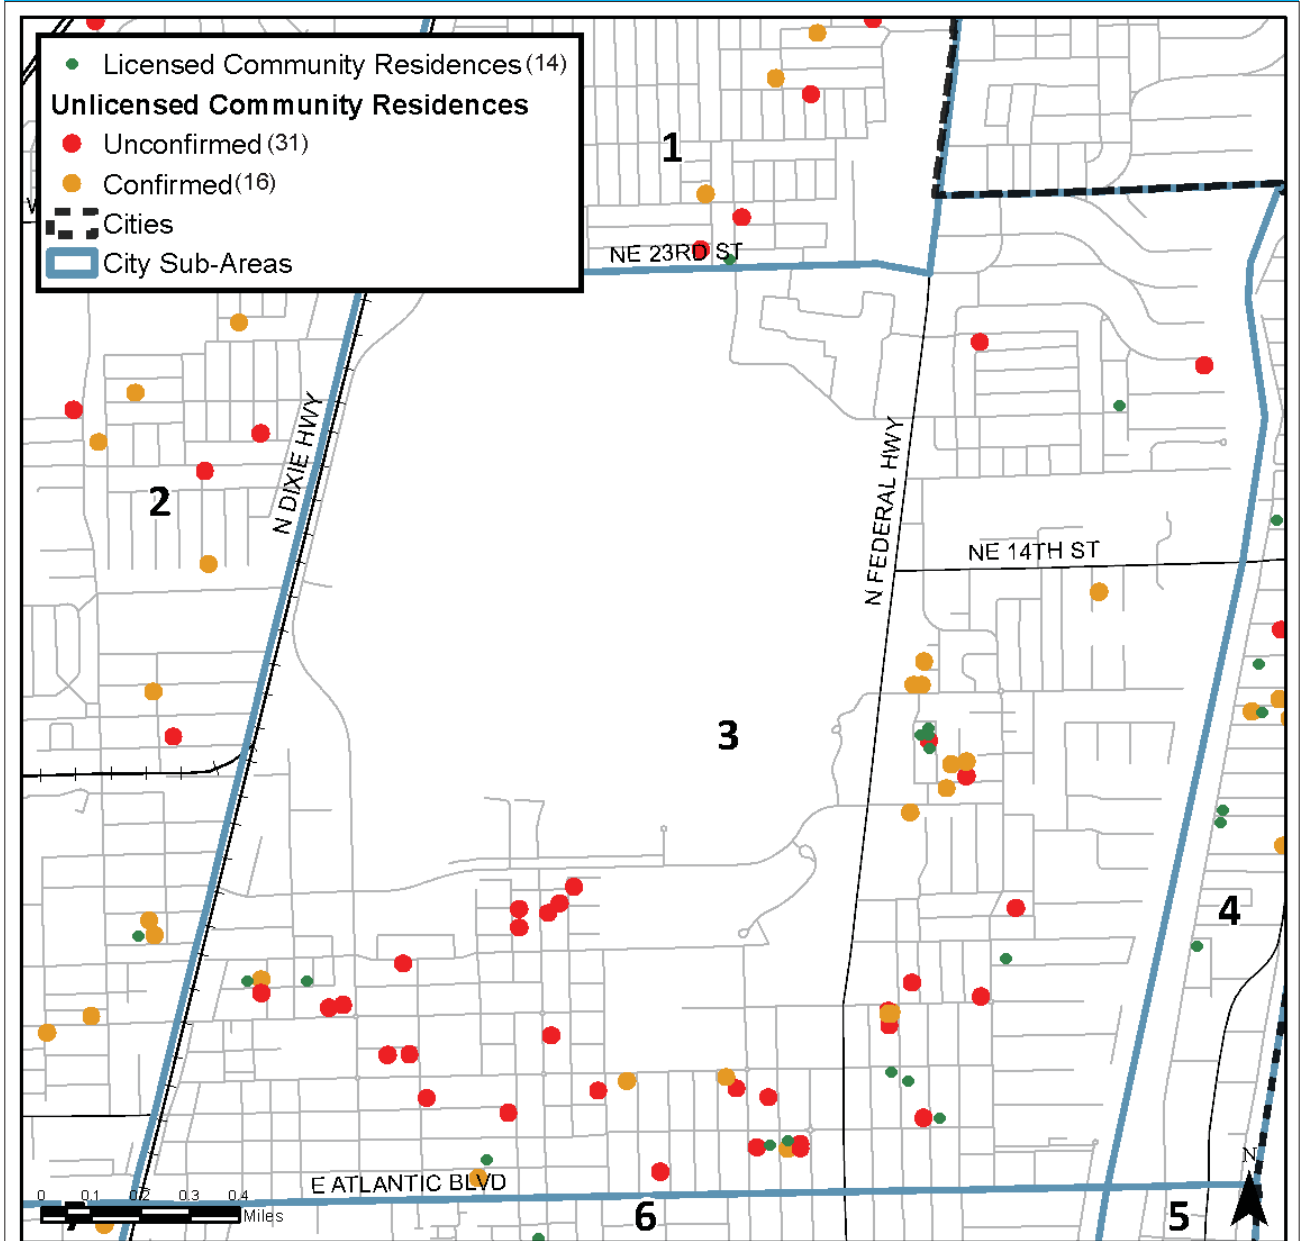 Licensed Community Residences (14)
Unlicensed Community Residences
Unconfirmed (31)
Confirmed (16)
Cities
City Sub-Areas
W
1
NE 23RD ST
N DIXIE HWY
2
N FEDERAL HWY
NE 14TH ST
3
4
E ATLANTIC BLVD
0 0.1 0.2 0.3 0.4
Miles
7
6
5
N